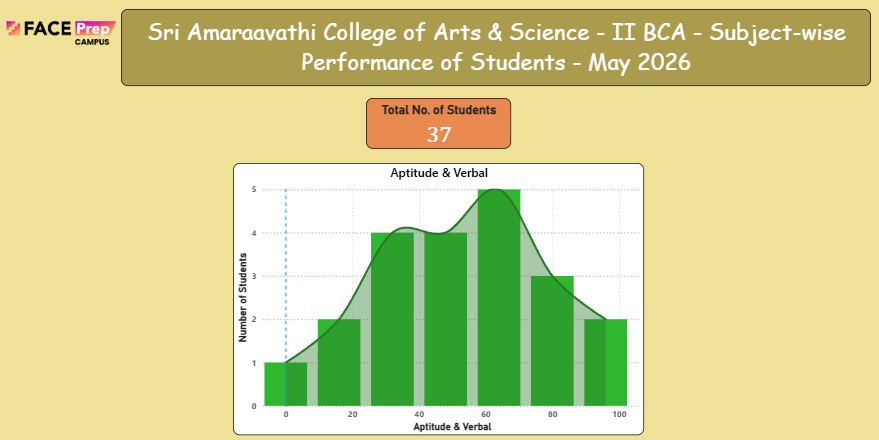 FACE Prep
CAMPUS
Sri Amaraavathi College of Arts & Science - II BCA - Subject-wise
Performance of Students - May 2026
Total No. of Students
37
Aptitude & Verbal
5
4
3
2
1
0
Number of Students
0 20 40 60 80 100
Aptitude & Verbal